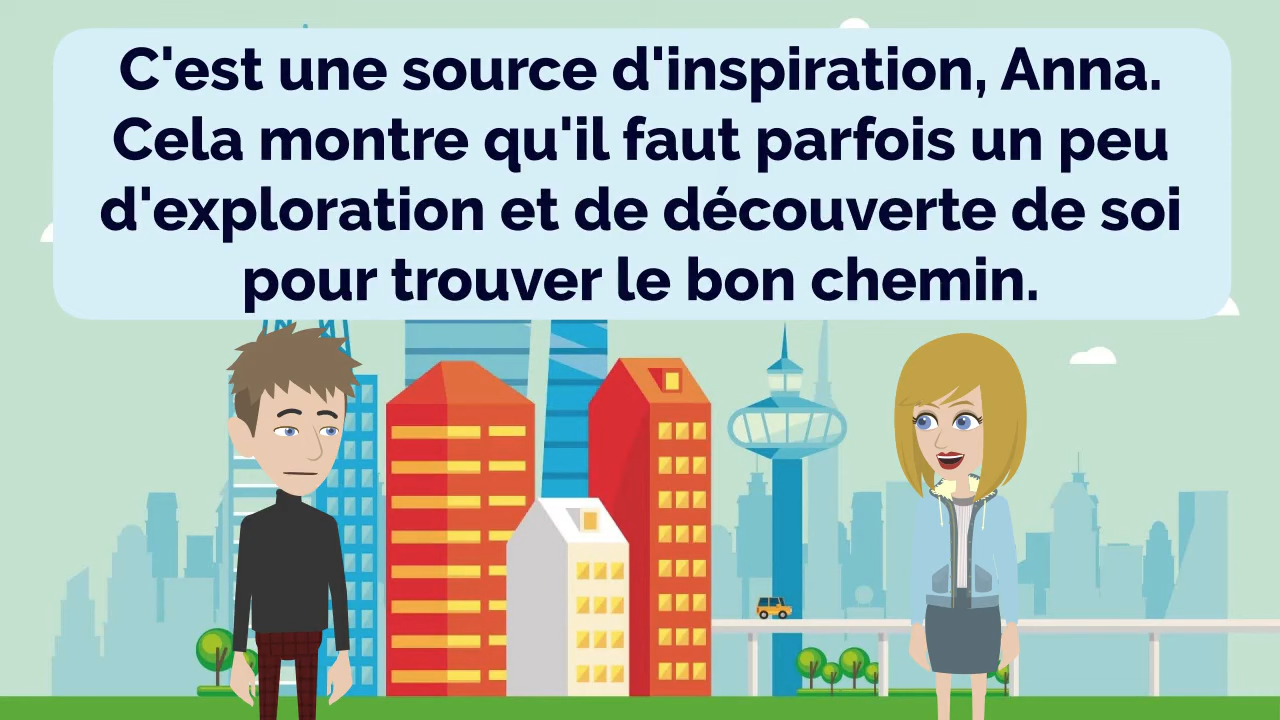 C'est une source d'inspiration, Anna.
Cela montre qu'il faut parfois un peu
d'exploration et de découverte de soi
pour trouver le bon chemin.